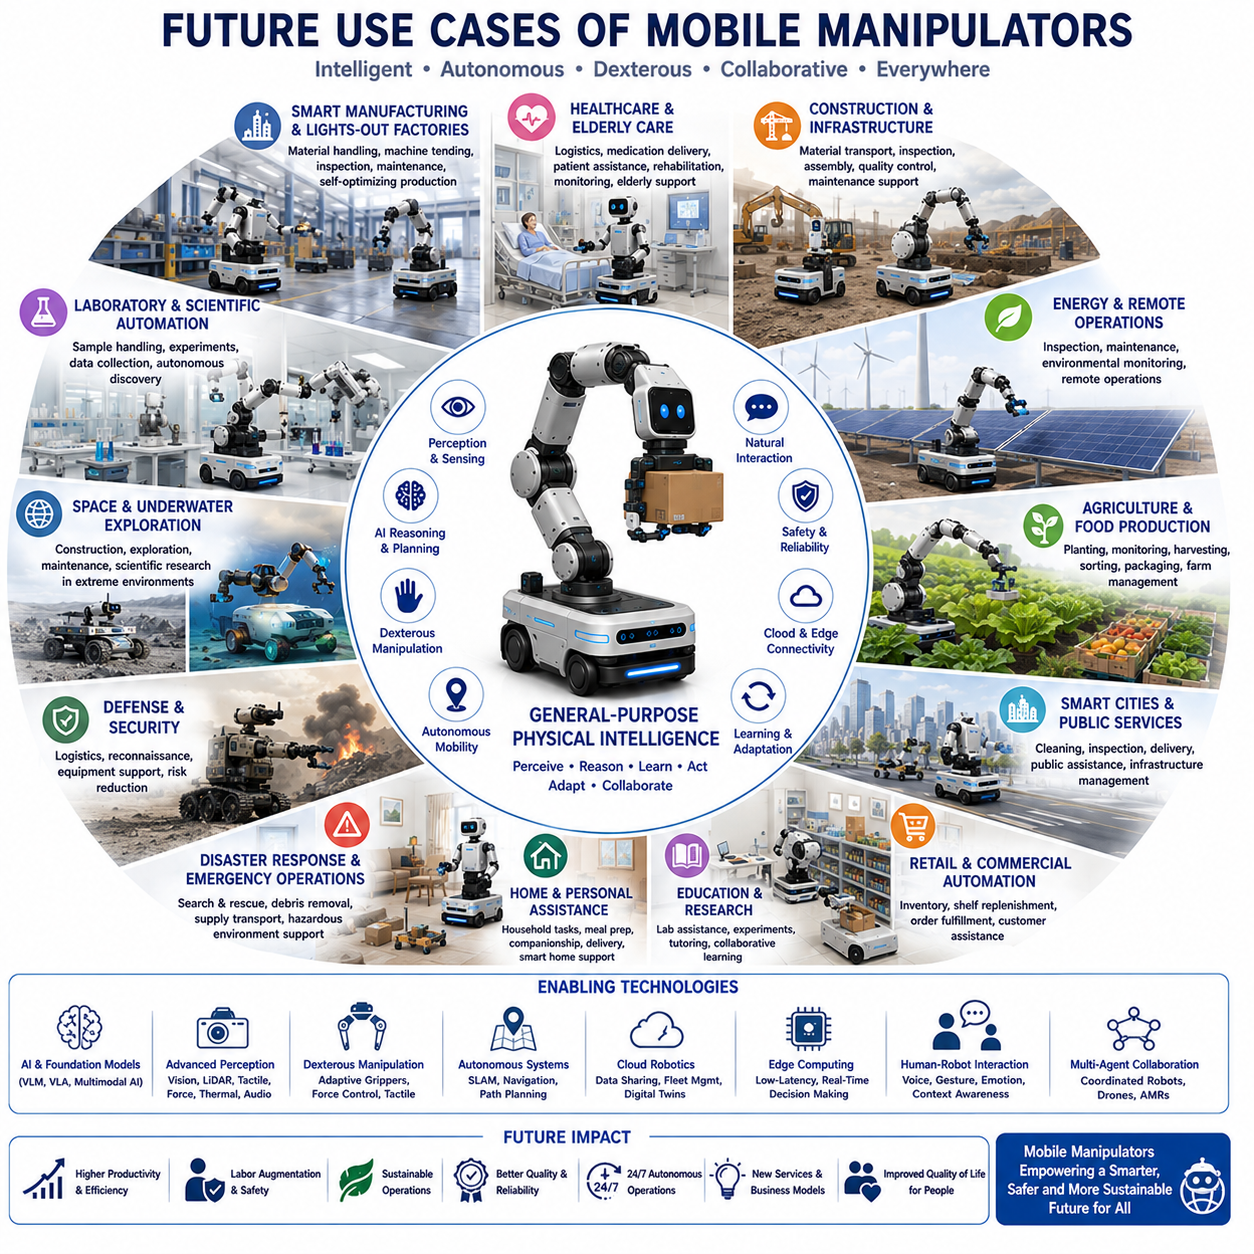 FUTURE USE CASES OF MOBILE MANIPULATORS
Intelligent • Autonomous • Dexterous • Collaborative • Everywhere
SMART MANUFACTURING
& LIGHTS-OUT FACTORIES
Material handling, machine tending,
inspection, maintenance,
self-optimizing production
HEALTHCARE &
ELDERLY CARE
Logistics, medication delivery,
patient assistance, rehabilitation,
monitoring, elderly support
CONSTRUCTION &
INFRASTRUCTURE
Material transport, inspection,
assembly, quality control,
maintenance support
LABORATORY & SCIENTIFIC
AUTOMATION
Sample handling, experiments,
data collection, autonomous
discovery
ENERGY & REMOTE
OPERATIONS
Inspection, maintenance,
environmental monitoring,
remote operations
SPACE & UNDERWATER
EXPLORATION
Construction, exploration,
maintenance, scientific research
in extreme environments
AGRICULTURE &
FOOD PRODUCTION
Planting, monitoring, harvesting,
sorting, packaging, farm
management
DEFENSE &
SECURITY
Logistics, reconnaissance,
equipment support, risk
reduction
SMART CITIES &
PUBLIC SERVICES
Cleaning, inspection, delivery,
public assistance, infrastructure
management
DISASTER RESPONSE &
EMERGENCY OPERATIONS
Search & rescue, debris removal,
supply transport, hazardous
environment support
HOME & PERSONAL
ASSISTANCE
Household tasks, meal prep,
companionship, delivery,
smart home support
EDUCATION &
RESEARCH
Lab assistance, experiments,
tutoring, collaborative
learning
RETAIL & COMMERCIAL
AUTOMATION
Inventory, shelf replenishment,
order fulfillment, customer
assistance
Perception
& Sensing
AI Reasoning
& Planning
Dexterous
Manipulation
Autonomous
Mobility
Natural
Interaction
Safety &
Reliability
Clood & Edge
Connectivity
Learning &
Adaptation
GENERAL-PURPOSE
PHYSICAL INTELLIGENCE
Perceive • Reason • Learn • Act
Adapt • Collaborate
ENABLING TECHNOLOGIES
AI & Foundation Models
(VLM, VLA, Multimodal AI)
Advanced Perception
Vision, LiDAR, Tactile,
Force, Thermal, Audio
Dexterous Manipulation
Adaptive Grippers,
Force Control, Tactile
Autonomous Systems
SLAM, Navigation,
Path Planning
Cloud Robotics
Data Sharing, Fleet Mgmt,
Digital Twins
Edge Computing
Low-Latency, Real-Time
Decision Making
Human-Robot Interaction
Voice, Gesture, Emotion,
Context Awareness
Multi-Agent Collaboration
Coordinated Robots,
Drones, AMRs
FUTURE IMPACT
Higher Productivity
& Efficiency
Labor Augmentation
& Safety
Sustainable
Operations
Better Quality &
Reliability
24/7
24/7 Autonomous
Operations
New Services &
Business Models
Improved Quality of Life
for People
Mobile Manipulators
Empowering a Smarter,
Safer and More Sustainable
Future for All